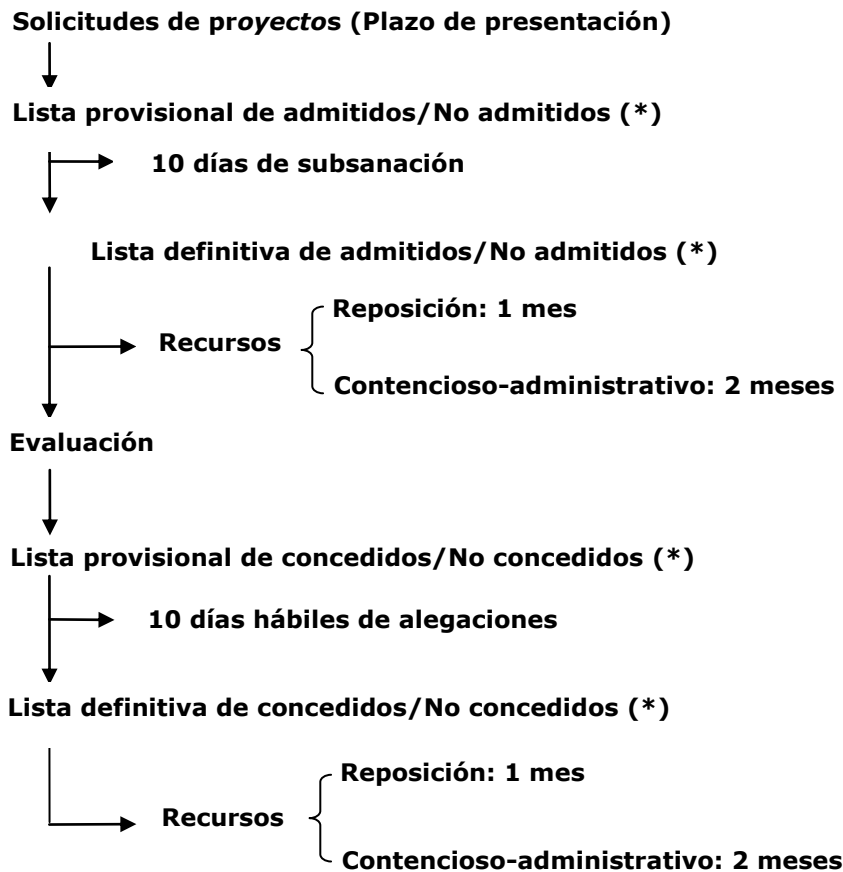 Solicitudes de proyectos (Plazo de presentación)
Lista provisional de admitidos/No admitidos (*)
10 días de subsanación
Lista definitiva de admitidos/No admitidos (*)
Reposición: 1 mes
Recursos
Contencioso-administrativo: 2 meses
Evaluación
Lista provisional de concedidos/No concedidos (*)
10 días hábiles de alegaciones
Lista definitiva de concedidos/No concedidos (*)
Reposición: 1 mes
Recursos
Contencioso-administrativo: 2 meses